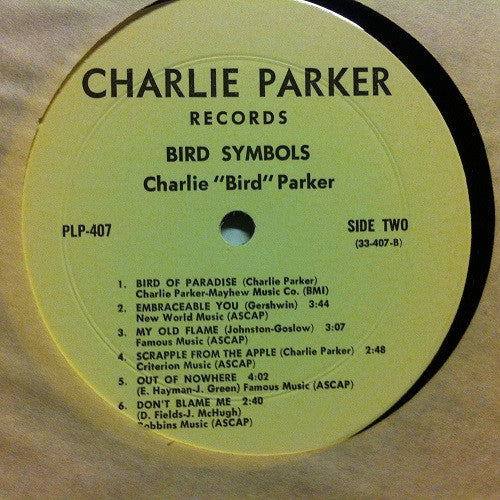 CHARLIE PARKER
RECORDS
BIRD SYMBOLS
Charlie "Bird" Parker
PLP-407
SIDE TWO
(33-407-B)
1. BIRD OF PARADISE (Charlie Parker)
Charlie Parker-Mayhew Music Co. (BMI)
2. EMBRACEABLE YOU (Gershwin) 3:44
New World Music (ASCAP)
3. MY OLD FLAME (Johnston-Goslow) 3:07
Famous Music (ASCAP)
4. SCRAPPLE FROM THE APPLE (Charlie Parker) 2:48
Criterion Music (ASCAP)
5. OUT OF NOWHERE 4:02
(E. Hayman-J. Green) Famous Music (ASCAP)
6. DON'T BLAME ME 2:40
(D. Fields-J. McHugh)
Robbins Music (ASCAP)